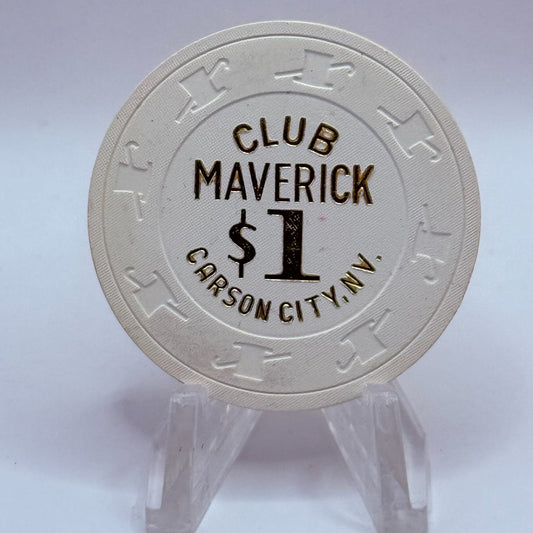 CLUB
MAVERICK
$1
CARSON CITY, NV.